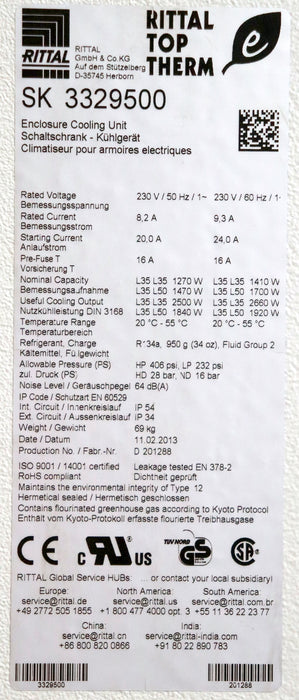 RITTAL
RITTAL
GmbH & Co KG
Auf dem Stützelberg
D-35745 Herborn
RITTAL
TOP
THERM
e
SK 3329500
Enclosure Cooling Unit
Schaltschrank - Kühlgerät
Climatiseur pour armoires electriques
Rated Voltage 230 V / 50 Hz / 1~ 230 V / 60 Hz / 1~
Bemessungsspannung
Rated Current 8,2 A 9,3 A
Bemessungsstrom
Starting Current 20,0 A 24,0 A
Anlaufstrom
Pre-Fuse T 16 A 16 A
Vorsicherung T
Nominal Capacity L35 L35 1270 W L35 L35 1410 W
Bemessungsaufnahme L35 L50 1470 W L35 L50 1700 W
Useful Cooling Output L35 L35 2500 W L35 L35 2660 W
Nutzkühlleistung DIN 3168 L35 L50 1840 W L35 L50 1920 W
Temperature Range 20 °C - 55 °C 20 °C - 55 °C
Temperaturbereich
Refrigerant, Charge R134a, 950 g (34 oz), Fluid Group 2
Kältemittel, Fülgewicht
Allowable Pressure (PS) HP 406 psi, LP 232 psi
zul. Druck (PS) HD 28 bar, ND 16 bar
Noise Level / Geräuschpegel 64 dB(A)
IP Code / Schutzart EN 60529
Int. Circuit / Innenkreislauf IP 54
Ext. Circuit / Aussenkreislauf IP 34
Weight / Gewicht 69 kg
Date / Datum 11.02.2013
Production No. / Fabr.-Nr. D 201288
ISO 9001 / 14001 certified Leakage tested EN 378-2
RoHS compliant Dichtheit geprüft
Maintains the environmental integrity of Type 12
Hermetical sealed / Hermetisch geschlossen
Contains flourinated greenhouse gas according to Kyoto Protocol
Enthält vom Kyoto-Protokoll erfasste flourierte Treibhausgase
CE c RU US TÜV NORD GS SA
RITTAL Global Service HUBs: ... or contact your local subsidiary!
Europe: North America: South America:
service@rittal.de service@rittal.us service@rittal.com.br
+49 2772 505 1855 +1 800 477 4000 opt. 3 +55 11 36 22 23 77
China: India:
service@rittal.cn service@rittal-india.com
+86 800 820 0866 +91 80 22 890 783
3329500 201288